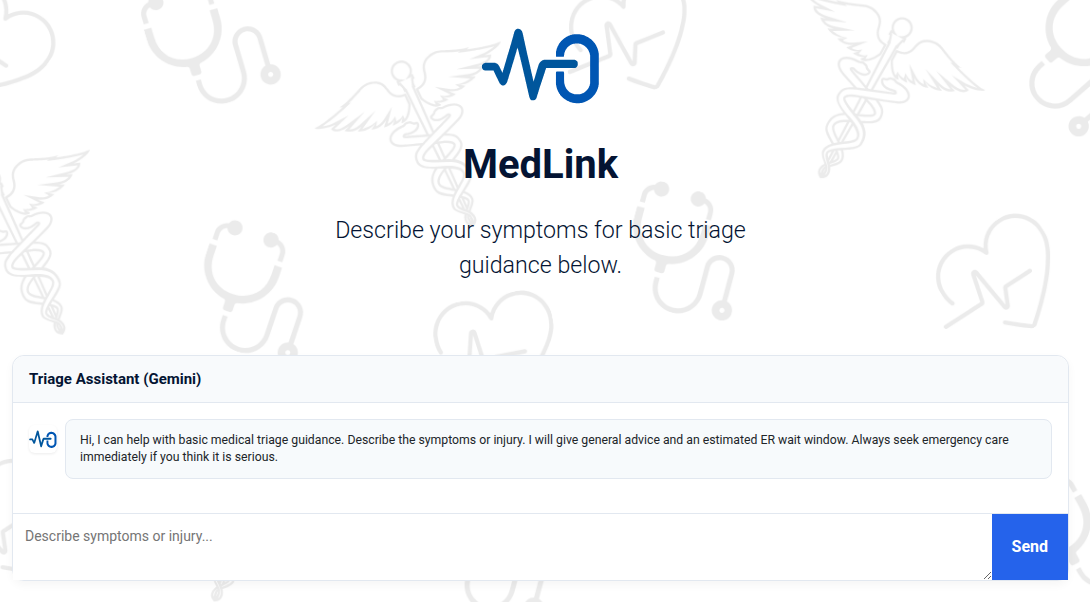 MedLink
Describe your symptoms for basic triage
guidance below.
Triage Assistant (Gemini)
Hi, I can help with basic medical triage guidance. Describe the symptoms or injury. I will give general advice and an estimated ER wait window. Always seek emergency care
immediately if you think it is serious.
Describe symptoms or injury...
Send